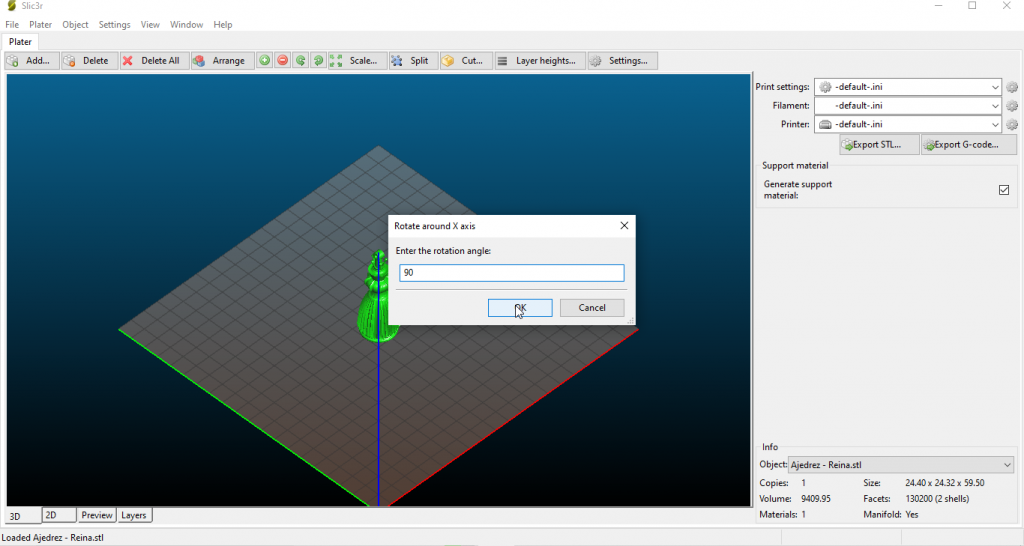 Slic3r
File Plater Object Settings View Window Help
Plater
Add... Delete Delete All Arrange Scale... Split Cut... Layer heights... Settings...
Print settings: -default-.ini
Filament: -default-.ini
Printer: -default-.ini
Export STL... Export G-code...
Support material
Generate support
material:
Rotate around X axis
Enter the rotation angle:
90
OK Cancel
Info
Object: Ajedrez - Reina.stl
Copies: 1 Size: 24.40 x 24.32 x 59.50
Volume: 9409.95 Facets: 130200 (2 shells)
Materials: 1 Manifold: Yes
3D 2D Preview Layers
Loaded Ajedrez - Reina.stl